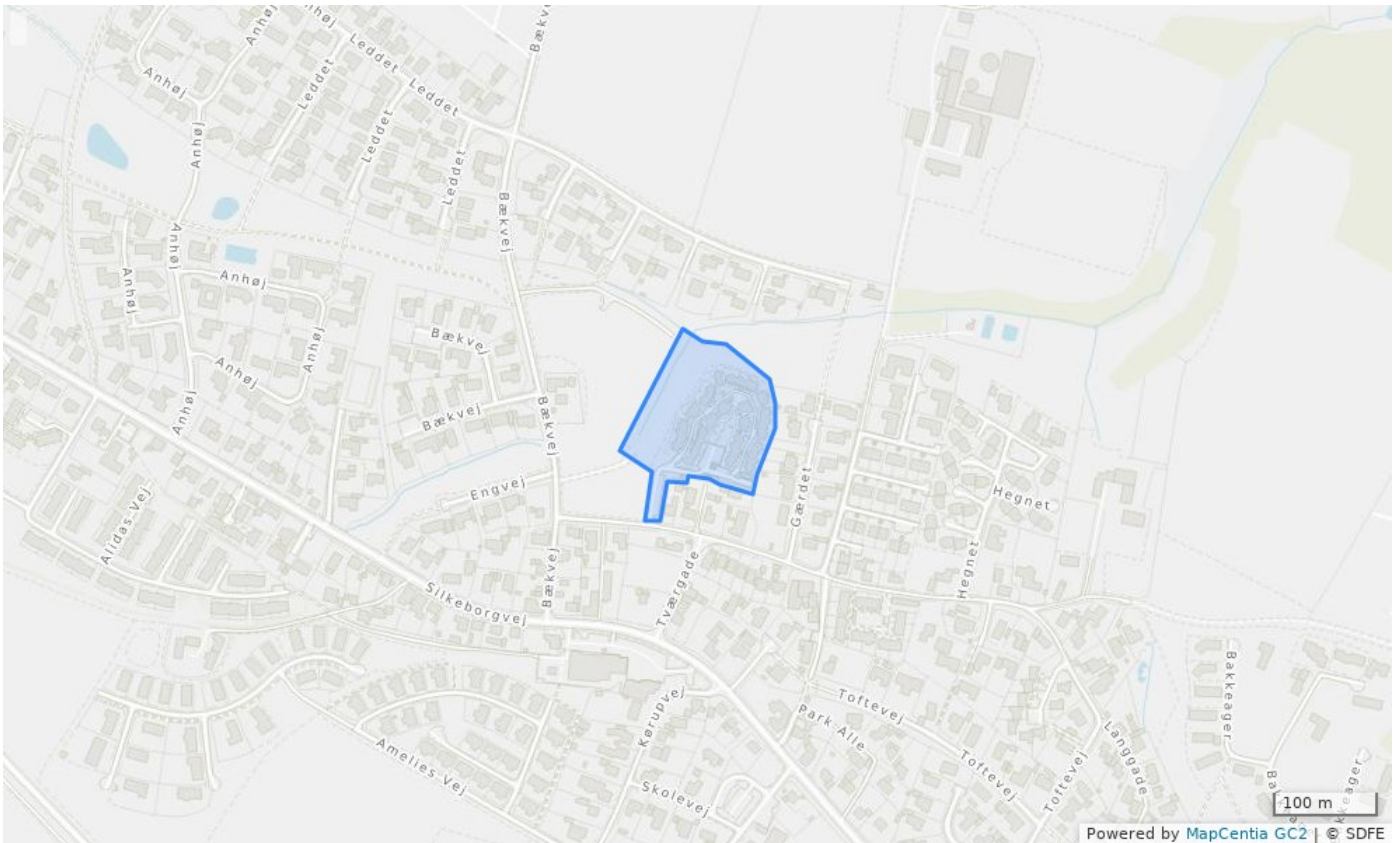 Anhøj
Anhøj
Leddet
Leddet
Bækve
Leddet
Leddet
Leddet
Anhøj
Bækvej
Anhøj
Anhøj
Anhøj
Anhøj
Bækvej
Anhøj
Bækvej
Bækvej
Anhøj
Engvej
Gærdet
Hegnet
Hegnet
Alidas Vej
Bækvej
Silkeborgvej
Tværgade
Toftevej
Park Alle
Kørupvej
Toftevej
Langgade
Bakkeager
Amelies Vej
Skolevej
Toftevej
100 m
Powered by MapCentia GC2 | © SDFE